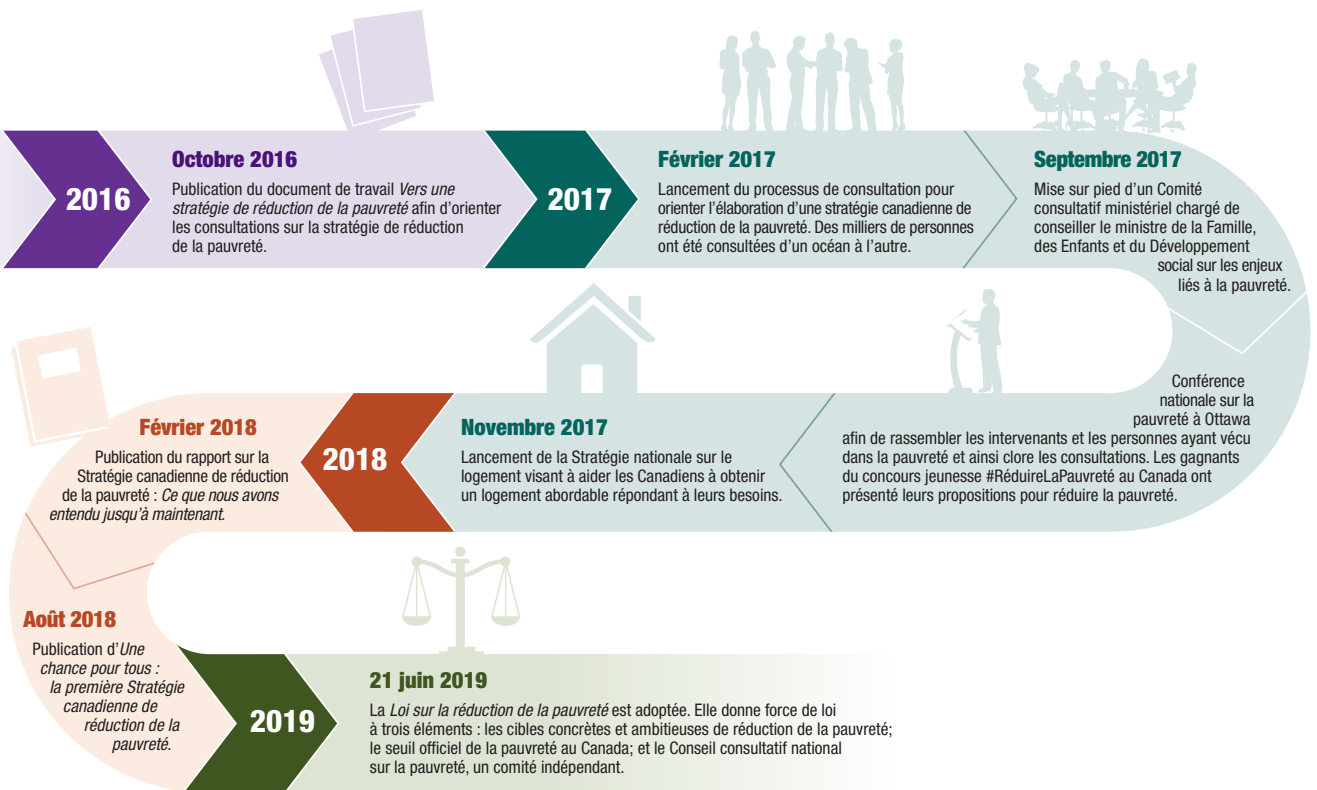 2016
Octobre 2016
Publication du document de travail Vers une
stratégie de réduction de la pauvreté afin d’orienter
les consultations sur la stratégie de réduction
de la pauvreté.
2017
Février 2017
Lancement du processus de consultation pour
orienter l’élaboration d’une stratégie canadienne de
réduction de la pauvreté. Des milliers de personnes
ont été consultées d’un océan à l’autre.
Septembre 2017
Mise sur pied d’un Comité
consultatif ministériel chargé de
conseiller le ministre de la Famille,
des Enfants et du Développement
social sur les enjeux
liés à la pauvreté.
Conférence
nationale sur la
pauvreté à Ottawa
afin de rassembler les intervenants et les personnes ayant vécu
dans la pauvreté et ainsi clore les consultations. Les gagnants
du concours jeunesse #RéduireLaPauvreté au Canada ont
présenté leurs propositions pour réduire la pauvreté.
Novembre 2017
Lancement de la Stratégie nationale sur le
logement visant à aider les Canadiens à obtenir
un logement abordable répondant à leurs besoins.
2018
Février 2018
Publication du rapport sur la
Stratégie canadienne de réduction
de la pauvreté : Ce que nous avons
entendu jusqu’à maintenant.
Août 2018
Publication d’Une
chance pour tous :
la première Stratégie
canadienne de
réduction de la
pauvreté.
2019
21 juin 2019
La Loi sur la réduction de la pauvreté est adoptée. Elle donne force de loi
à trois éléments : les cibles concrètes et ambitieuses de réduction de la pauvreté;
le seuil officiel de la pauvreté au Canada; et le Conseil consultatif national
sur la pauvreté, un comité indépendant.